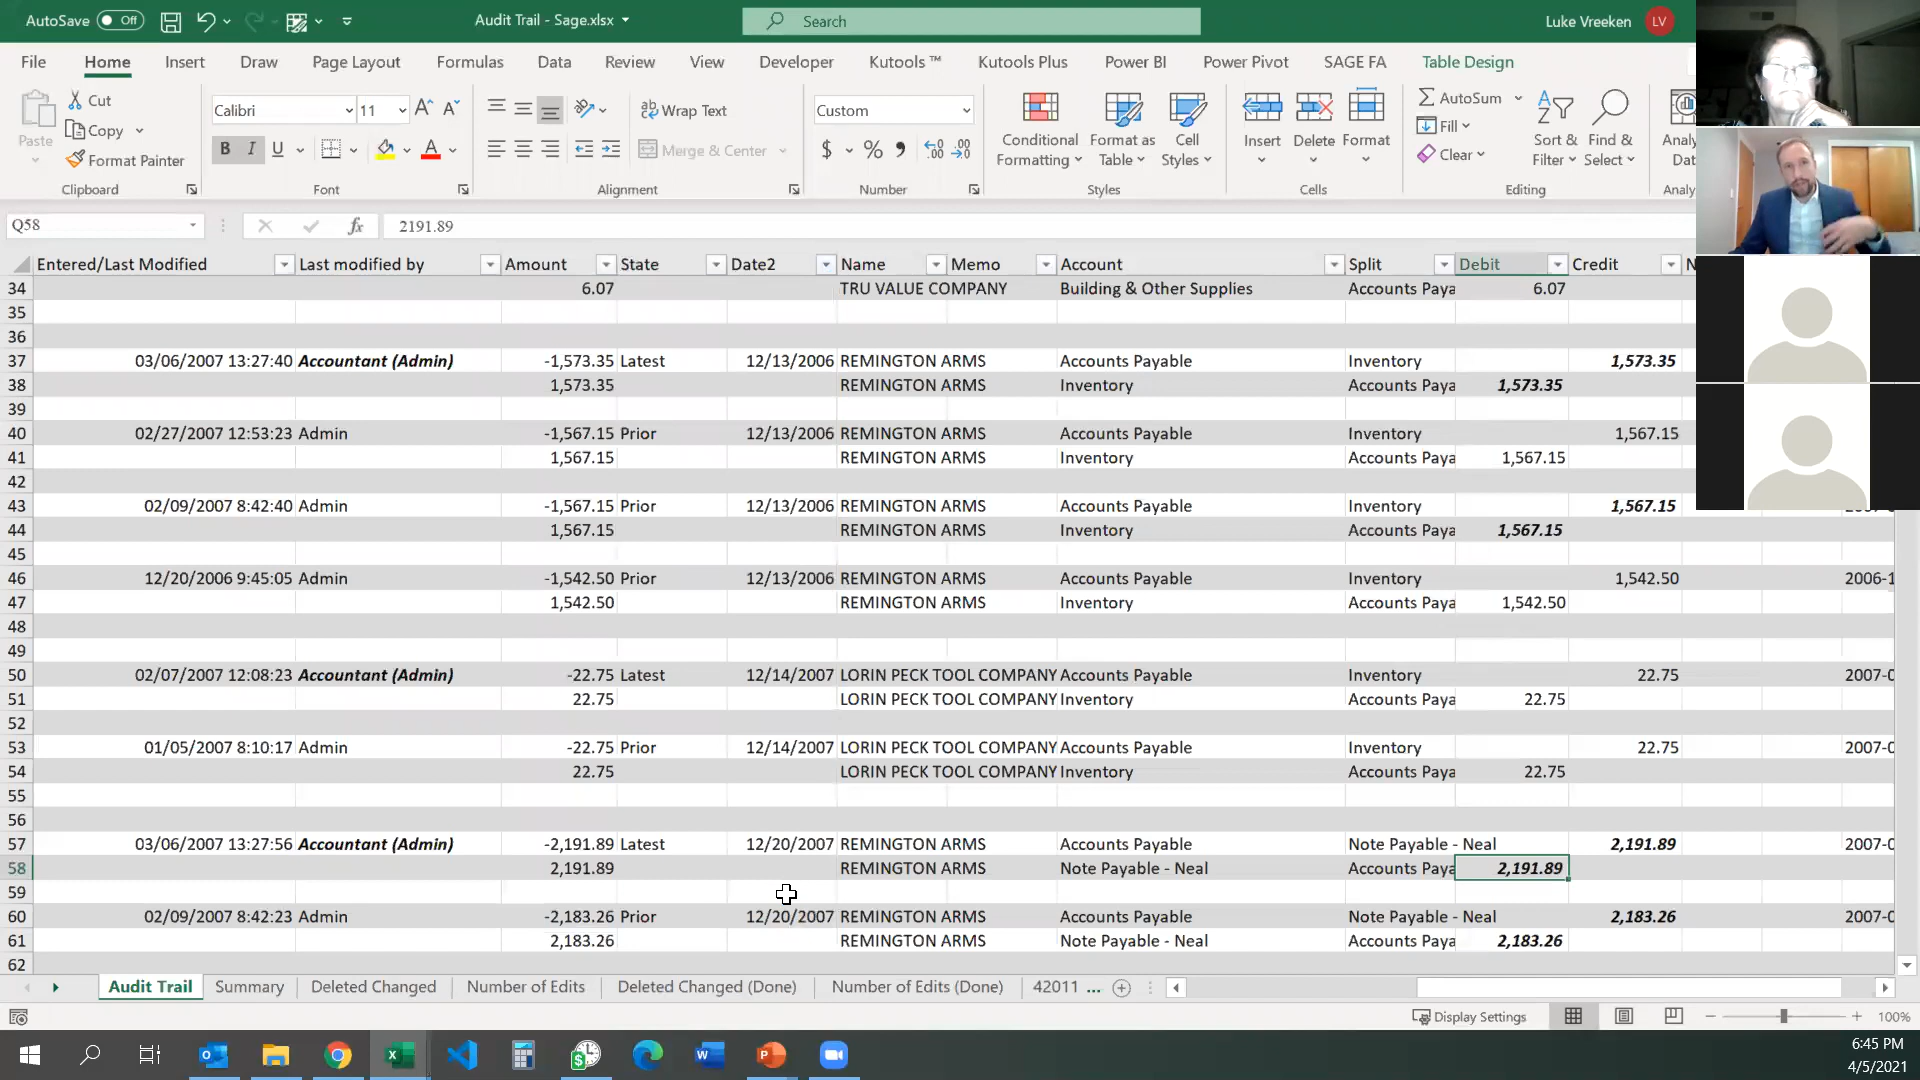 AutoSave Off Audit Trail - Sage.xlsx Search Luke Vreeken LV
File Home Insert Draw Page Layout Formulas Data Review View Developer Kutools ™ Kutools Plus Power BI Power Pivot SAGE FA Table Design
Paste Cut Copy Format Painter Clipboard
Calibri 11 B I U A Font
Wrap Text Merge & Center Alignment
Custom $ % Number
Conditional Formatting Format as Table Cell Styles Styles
Insert Delete Format Cells
AutoSum Fill Clear Sort & Filter Find & Select Editing
Q58 fx 2191.89
Entered/Last Modified Last modified by Amount State Date2 Name Memo Account Split Debit Credit
34 6.07 TRU VALUE COMPANY Building & Other Supplies Accounts Paya 6.07
35
36
37 03/06/2007 13:27:40 Accountant (Admin) -1,573.35 Latest 12/13/2006 REMINGTON ARMS Accounts Payable Inventory 1,573.35
38 1,573.35 REMINGTON ARMS Inventory Accounts Paya 1,573.35
39
40 02/27/2007 12:53:23 Admin -1,567.15 Prior 12/13/2006 REMINGTON ARMS Accounts Payable Inventory 1,567.15
41 1,567.15 REMINGTON ARMS Inventory Accounts Paya 1,567.15
42
43 02/09/2007 8:42:40 Admin -1,567.15 Prior 12/13/2006 REMINGTON ARMS Accounts Payable Inventory 1,567.15
44 1,567.15 REMINGTON ARMS Inventory Accounts Paya 1,567.15
45
46 12/20/2006 9:45:05 Admin -1,542.50 Prior 12/13/2006 REMINGTON ARMS Accounts Payable Inventory 1,542.50 2006-1
47 1,542.50 REMINGTON ARMS Inventory Accounts Paya 1,542.50
48
49
50 02/07/2007 12:08:23 Accountant (Admin) -22.75 Latest 12/14/2007 LORIN PECK TOOL COMPANY Accounts Payable Inventory 22.75 2007-0
51 22.75 LORIN PECK TOOL COMPANY Inventory Accounts Paya 22.75
52
53 01/05/2007 8:10:17 Admin -22.75 Prior 12/14/2007 LORIN PECK TOOL COMPANY Accounts Payable Inventory 22.75 2007-0
54 22.75 LORIN PECK TOOL COMPANY Inventory Accounts Paya 22.75
55
56
57 03/06/2007 13:27:56 Accountant (Admin) -2,191.89 Latest 12/20/2007 REMINGTON ARMS Accounts Payable Note Payable - Neal 2,191.89 2007-0
58 2,191.89 REMINGTON ARMS Note Payable - Neal Accounts Paya 2,191.89
59
60 02/09/2007 8:42:23 Admin -2,183.26 Prior 12/20/2007 REMINGTON ARMS Accounts Payable Note Payable - Neal 2,183.26 2007-0
61 2,183.26 REMINGTON ARMS Note Payable - Neal Accounts Paya 2,183.26
62
Audit Trail Summary Deleted Changed Number of Edits Deleted Changed (Done) Number of Edits (Done) 42011 ...
Display Settings 100%
6:45 PM
4/5/2021